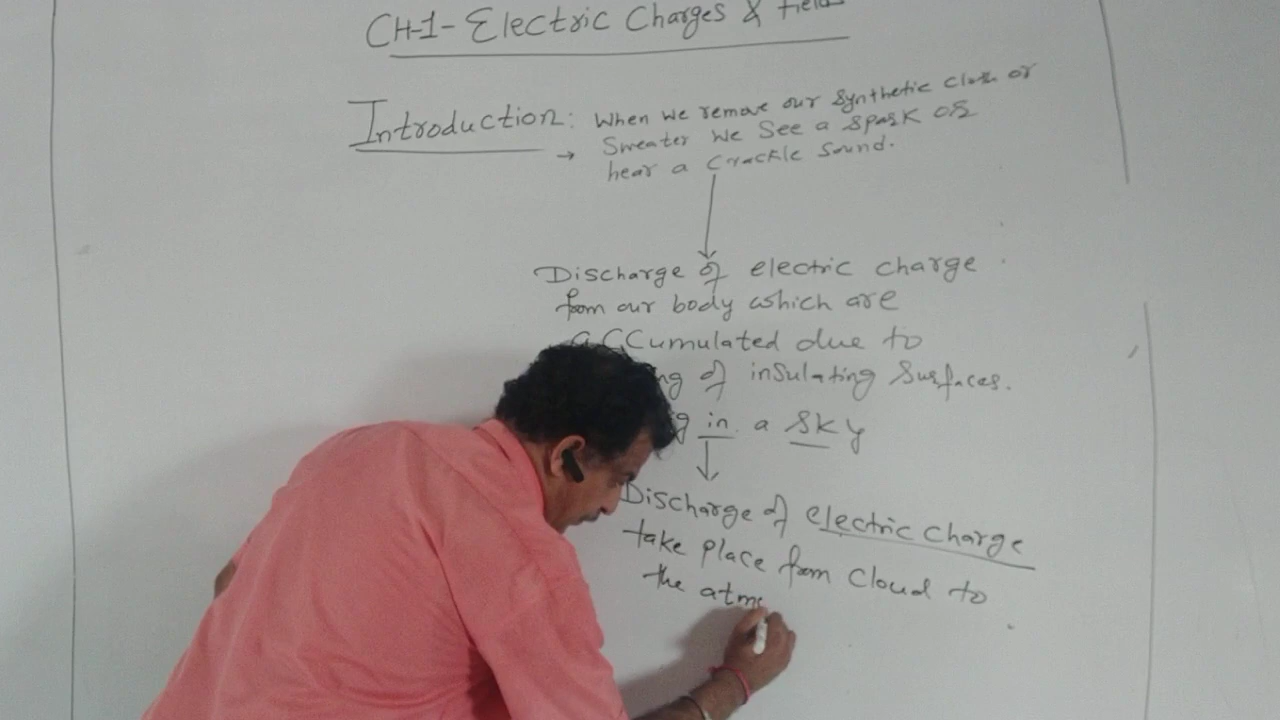 CH-1- Electric Charges & Field
Introduction: When we remove our synthetic cloth or
→ Sweater we See a spark or
hear a Crackle Sound.
Discharge of electric charge
from our body which are
accumulated due to
of insulating Surfaces.
in a sky
Discharge of electric charge
take place from Cloud to
the atm